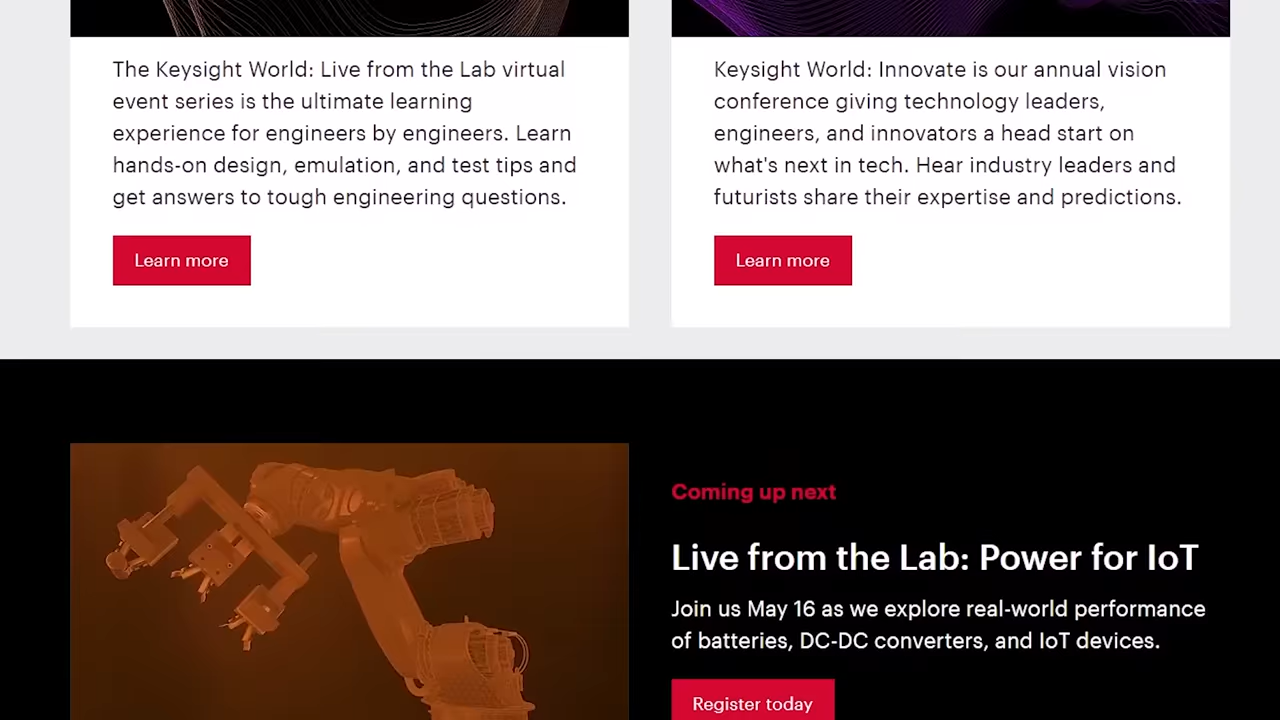 The Keysight World: Live from the Lab virtual
event series is the ultimate learning
experience for engineers by engineers. Learn
hands-on design, emulation, and test tips and
get answers to tough engineering questions.
Learn more
Keysight World: Innovate is our annual vision
conference giving technology leaders,
engineers, and innovators a head start on
what's next in tech. Hear industry leaders and
futurists share their expertise and predictions.
Learn more
Coming up next
Live from the Lab: Power for IoT
Join us May 16 as we explore real-world performance
of batteries, DC-DC converters, and IoT devices.
Register today